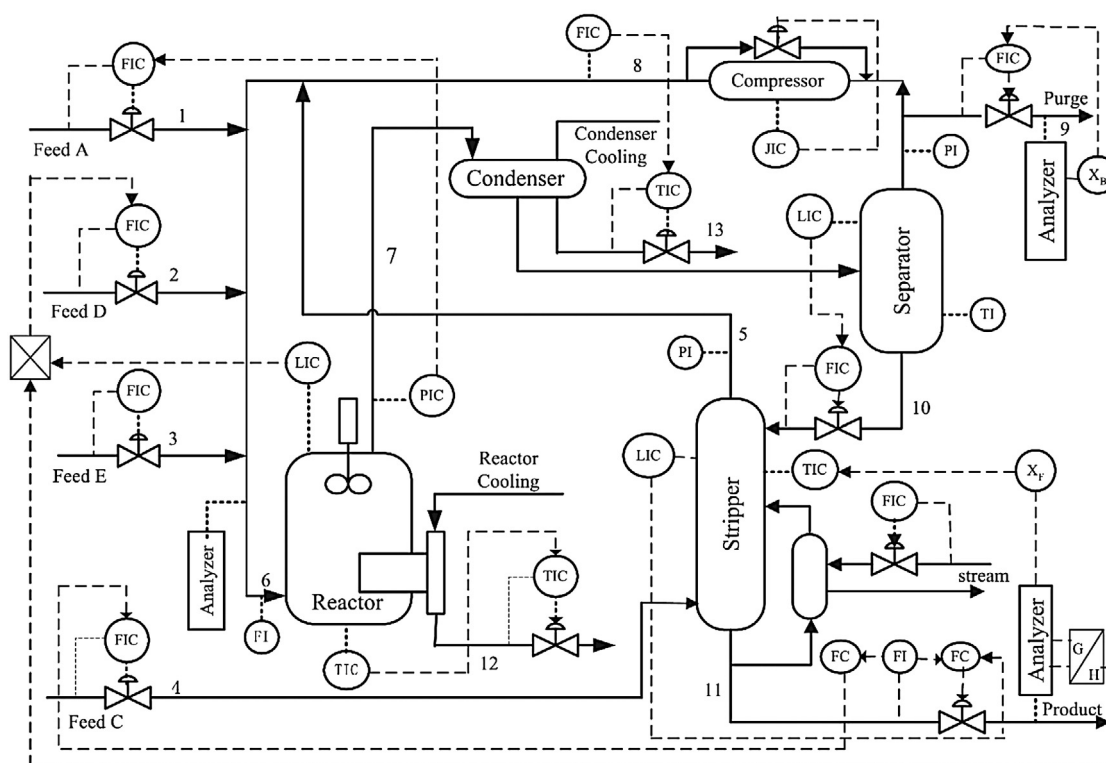 FIC
8
Compressor
FIC
Purge
9
FIC
1
Feed A
Condenser
Cooling
JIC
PI
X_B
Analyzer
Condenser
TIC
LIC
13
FIC
2
Feed D
7
Separator
TI
5
PI
LIC
FIC
PIC
FIC
10
3
Feed E
Reactor
Cooling
LIC
TIC
X_F
FIC
Stripper
stream
Analyzer
6
Reactor
TIC
FI
FIC
TIC
12
4
Feed C
11
FC
FI
FC
Analyzer
G
H
Product